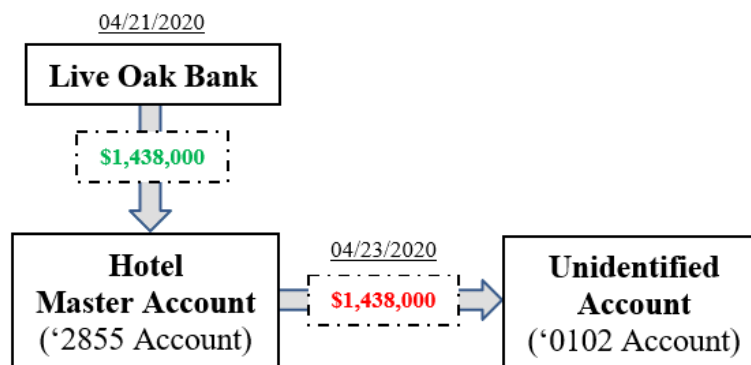 04/21/2020
Live Oak Bank
$1,438,000
Hotel
Master Account
(‘2855 Account)
04/23/2020
$1,438,000
Unidentified
Account
(‘0102 Account)